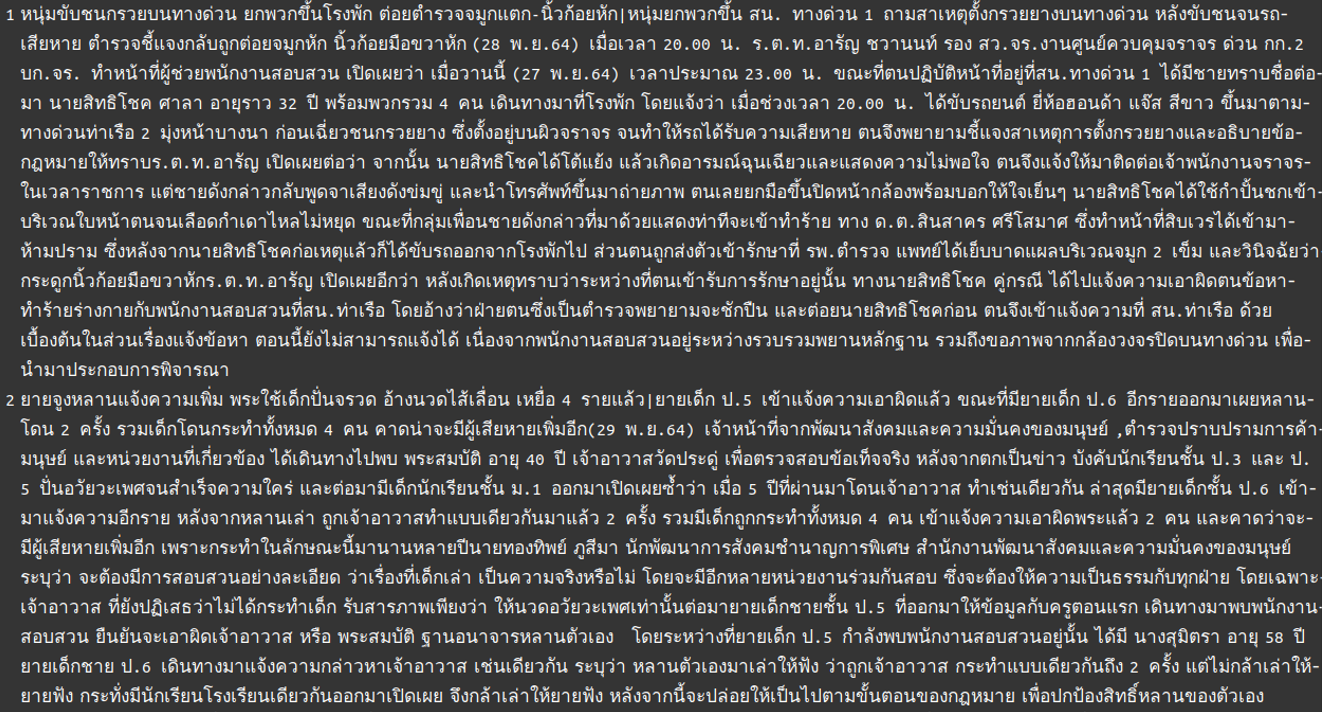 1 หนุ่มขับชนกรวยบนทางด่วน ยกพวกขึ้นโรงพัก ต่อยตำรวจจมูกแตก-นิ้วก้อยหัก|หนุ่มยกพวกขึ้น สน. ทางด่วน 1 ถามสาเหตุตั้งกรวยยางบนทางด่วน หลังขับชนจนรถ-
เสียหาย ตำรวจชี้แจงกลับถูกต่อยจมูกหัก นิ้วก้อยมือขวาหัก (28 พ.ย.64) เมื่อเวลา 20.00 น. ร.ต.ท.อารัญ ชวานนท์ รอง สว.จร.งานศูนย์ควบคุมจราจร ด่วน กก.2
บก.จร. ทำหน้าที่ผู้ช่วยพนักงานสอบสวน เปิดเผยว่า เมื่อวานนี้ (27 พ.ย.64) เวลาประมาณ 23.00 น. ขณะที่ตนปฏิบัติหน้าที่อยู่ที่สน.ทางด่วน 1 ได้มีชายทราบชื่อต่อ-
มา นายสิทธิโชค ศาลา อายุราว 32 ปี พร้อมพวกรวม 4 คน เดินทางมาที่โรงพัก โดยแจ้งว่า เมื่อช่วงเวลา 20.00 น. ได้ขับรถยนต์ ยี่ห้อฮอนด้า แจ๊ส สีขาว ขึ้นมาตาม-
ทางด่วนท่าเรือ 2 มุ่งหน้าบางนา ก่อนเฉี่ยวชนกรวยยาง ซึ่งตั้งอยู่บนผิวจราจร จนทำให้รถได้รับความเสียหาย ตนจึงพยายามชี้แจงสาเหตุการตั้งกรวยยางและอธิบายข้อ-
กฎหมายให้ทราบร.ต.ท.อารัญ เปิดเผยต่อว่า จากนั้น นายสิทธิโชคได้โต้แย้ง แล้วเกิดอารมณ์ฉุนเฉียวและแสดงความไม่พอใจ ตนจึงแจ้งให้มาติดต่อเจ้าพนักงานจราจร-
ในเวลาราชการ แต่ชายดังกล่าวกลับพูดจาเสียงดังข่มขู่ และนำโทรศัพท์ขึ้นมาถ่ายภาพ ตนเลยยกมือขึ้นปิดหน้ากล้องพร้อมบอกให้ใจเย็นๆ นายสิทธิโชคได้ใช้กำปั้นชกเข้า-
บริเวณใบหน้าตนจนเลือดกำเดาไหลไม่หยุด ขณะที่กลุ่มเพื่อนชายดังกล่าวที่มาด้วยแสดงท่าทีจะเข้าทำร้าย ทาง ด.ต.สินสาคร ศรีโสมาศ ซึ่งทำหน้าที่สิบเวรได้เข้ามา-
ห้ามปราม ซึ่งหลังจากนายสิทธิโชคก่อเหตุแล้วก็ได้ขับรถออกจากโรงพักไป ส่วนตนถูกส่งตัวเข้ารักษาที่ รพ.ตำรวจ แพทย์ได้เย็บบาดแผลบริเวณจมูก 2 เข็ม และวินิจฉัยว่า-
กระดูกนิ้วก้อยมือขวาหักร.ต.ท.อารัญ เปิดเผยอีกว่า หลังเกิดเหตุทราบว่าระหว่างที่ตนเข้ารับการรักษาอยู่นั้น ทางนายสิทธิโชค คู่กรณี ได้ไปแจ้งความเอาผิดตนข้อหา-
ทำร้ายร่างกายกับพนักงานสอบสวนที่สน.ท่าเรือ โดยอ้างว่าฝ่ายตนซึ่งเป็นตำรวจพยายามจะชักปืน และต่อยนายสิทธิโชคก่อน ตนจึงเข้าแจ้งความที่ สน.ท่าเรือ ด้วย
เบื้องต้นในส่วนเรื่องแจ้งข้อหา ตอนนี้ยังไม่สามารถแจ้งได้ เนื่องจากพนักงานสอบสวนอยู่ระหว่างรวบรวมพยานหลักฐาน รวมถึงขอภาพจากกล้องวงจรปิดบนทางด่วน เพื่อ-
นำมาประกอบการพิจารณา
2 ยายจูงหลานแจ้งความเพิ่ม พระใช้เด็กปั่นจรวด อ้างนวดไส้เลื่อน เหยื่อ 4 รายแล้ว|ยายเด็ก ป.5 เข้าแจ้งความเอาผิดแล้ว ขณะที่มียายเด็ก ป.6 อีกรายออกมาเผยหลาน-
โดน 2 ครั้ง รวมเด็กโดนกระทำทั้งหมด 4 คน คาดน่าจะมีผู้เสียหายเพิ่มอีก(29 พ.ย.64) เจ้าหน้าที่จากพัฒนาสังคมและความมั่นคงของมนุษย์ ,ตำรวจปราบปรามการค้า-
มนุษย์ และหน่วยงานที่เกี่ยวข้อง ได้เดินทางไปพบ พระสมบัติ อายุ 40 ปี เจ้าอาวาสวัดประดู่ เพื่อตรวจสอบข้อเท็จจริง หลังจากตกเป็นข่าว บังคับนักเรียนชั้น ป.3 และ ป.
5 ปั่นอวัยวะเพศจนสำเร็จความใคร่ และต่อมามีเด็กนักเรียนชั้น ม.1 ออกมาเปิดเผยซ้ำว่า เมื่อ 5 ปีที่ผ่านมาโดนเจ้าอาวาส ทำเช่นเดียวกัน ล่าสุดมียายเด็กชั้น ป.6 เข้า-
มาแจ้งความอีกราย หลังจากหลานเล่า ถูกเจ้าอาวาสทำแบบเดียวกันมาแล้ว 2 ครั้ง รวมมีเด็กถูกกระทำทั้งหมด 4 คน เข้าแจ้งความเอาผิดพระแล้ว 2 คน และคาดว่าจะ-
มีผู้เสียหายเพิ่มอีก เพราะกระทำในลักษณะนี้มานานหลายปีนายทองทิพย์ ภูสีมา นักพัฒนาการสังคมชำนาญการพิเศษ สำนักงานพัฒนาสังคมและความมั่นคงของมนุษย์
ระบุว่า จะต้องมีการสอบสวนอย่างละเอียด ว่าเรื่องที่เด็กเล่า เป็นความจริงหรือไม่ โดยจะมีอีกหลายหน่วยงานร่วมกันสอบ ซึ่งจะต้องให้ความเป็นธรรมกับทุกฝ่าย โดยเฉพาะ-
เจ้าอาวาส ที่ยังปฏิเสธว่าไม่ได้กระทำเด็ก รับสารภาพเพียงว่า ให้นวดอวัยวะเพศเท่านั้นต่อมายายเด็กชายชั้น ป.5 ที่ออกมาให้ข้อมูลกับครูตอนแรก เดินทางมาพบพนักงาน-
สอบสวน ยืนยันจะเอาผิดเจ้าอาวาส หรือ พระสมบัติ ฐานอนาจารหลานตัวเอง  โดยระหว่างที่ยายเด็ก ป.5 กำลังพบพนักงานสอบสวนอยู่นั้น ได้มี นางสุมิตรา อายุ 58 ปี
ยายเด็กชาย ป.6 เดินทางมาแจ้งความกล่าวหาเจ้าอาวาส เช่นเดียวกัน ระบุว่า หลานตัวเองมาเล่าให้ฟัง ว่าถูกเจ้าอาวาส กระทำแบบเดียวกันถึง 2 ครั้ง แต่ไม่กล้าเล่าให้-
ยายฟัง กระทั่งมีนักเรียนโรงเรียนเดียวกันออกมาเปิดเผย จึงกล้าเล่าให้ยายฟัง หลังจากนี้จะปล่อยให้เป็นไปตามขั้นตอนของกฎหมาย เพื่อปกป้องสิทธิ์หลานของตัวเอง